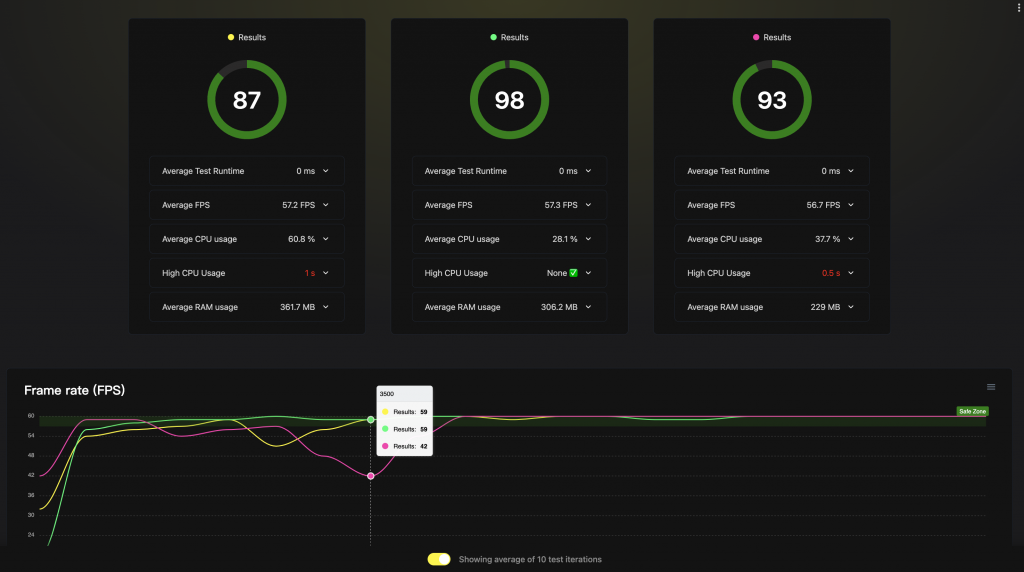 Results
87
Average Test Runtime 0 ms
Average FPS 57.2 FPS
Average CPU usage 60.8 %
High CPU Usage 1 s
Average RAM usage 361.7 MB
Results
98
Average Test Runtime 0 ms
Average FPS 57.3 FPS
Average CPU usage 28.1 %
High CPU Usage None ✅
Average RAM usage 306.2 MB
Results
93
Average Test Runtime 0 ms
Average FPS 56.7 FPS
Average CPU usage 37.7 %
High CPU Usage 0.5 s
Average RAM usage 229 MB
Frame rate (FPS)
3500
Results: 59
Results: 59
Results: 42
Safe Zone
60
54
48
42
36
30
24
Showing average of 10 test iterations